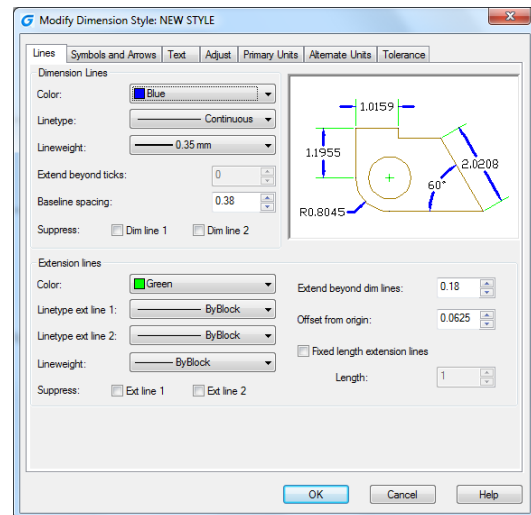 Modify Dimension Style: NEW STYLE
Lines Symbols and Arrows Text Adjust Primary Units Alternate Units Tolerance
Dimension Lines
Color: Blue
Linetype: Continuous
Lineweight: 0.35 mm
Extend beyond ticks: 0
Baseline spacing: 0.38
Suppress: Dim line 1 Dim line 2
1.0159
1.1955
2.0208
60°
R0.8045
Extension lines
Color: Green
Linetype ext line 1: ByBlock
Linetype ext line 2: ByBlock
Lineweight: ByBlock
Suppress: Ext line 1 Ext line 2
Extend beyond dim lines: 0.18
Offset from origin: 0.0625
Fixed length extension lines
Length: 1
OK Cancel Help